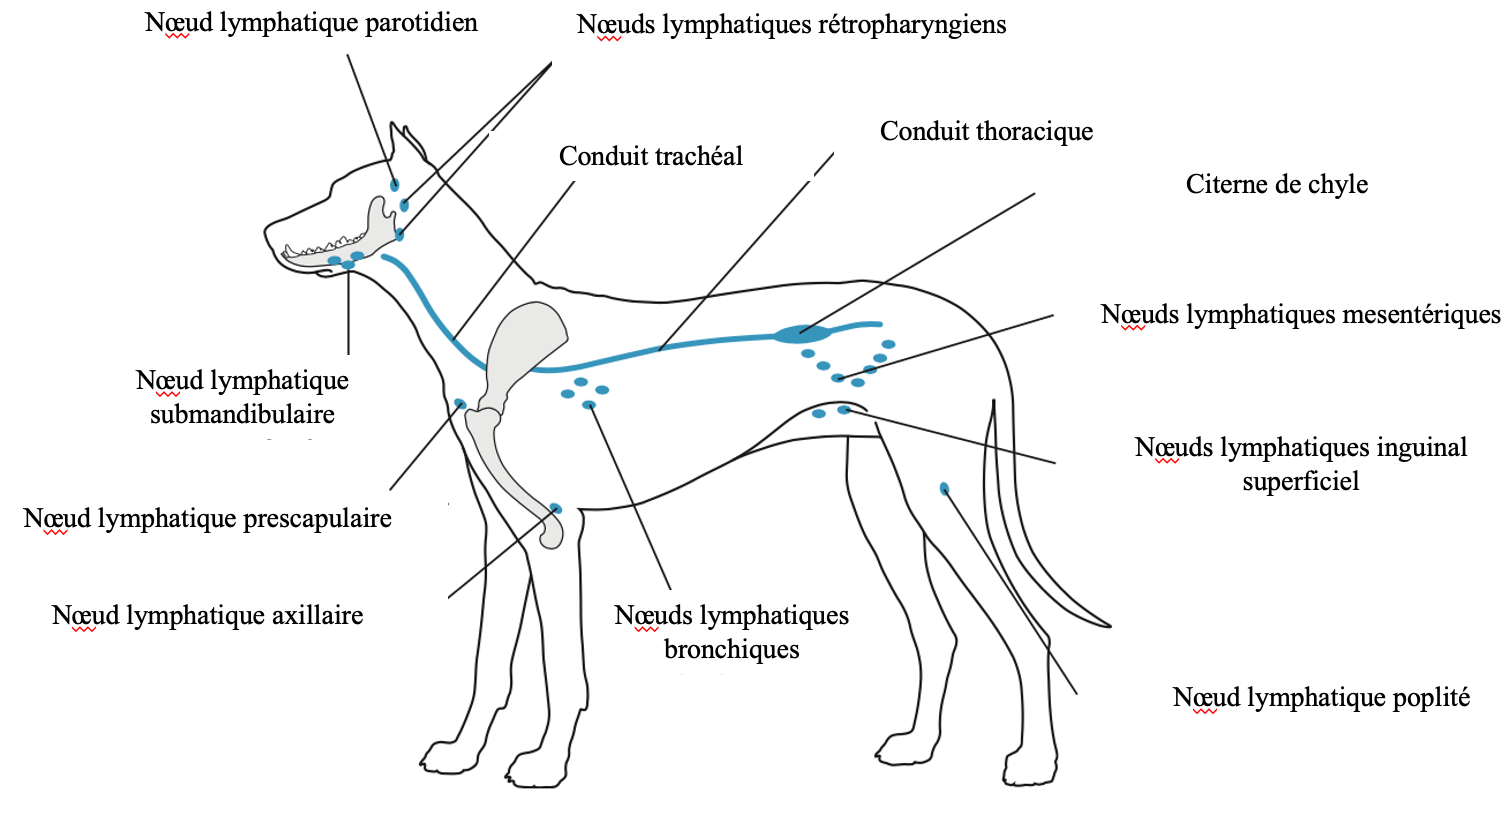 Nœud lymphatique parotidien
Nœuds lymphatiques rétropharyngiens
Conduit thoracique
Conduit trachéal
Citerne de chyle
Nœuds lymphatiques mesentériques
Nœud lymphatique
submandibulaire
Nœuds lymphatiques inguinal
superficiel
Nœud lymphatique prescapulaire
Nœud lymphatique axillaire
Nœuds lymphatiques
bronchiques
Nœud lymphatique poplité